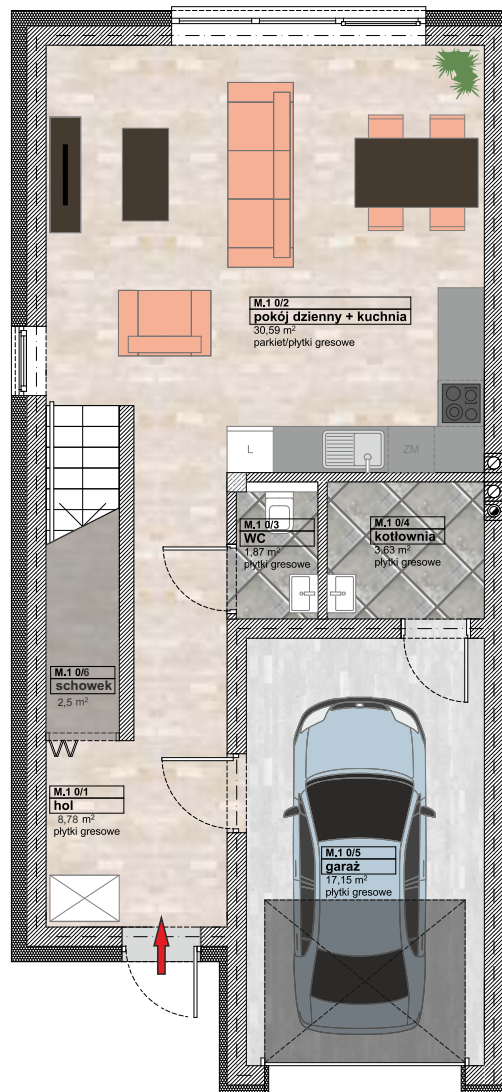 M.1 0/2
pokój dzienny + kuchnia
30,59 m²
parkiet/płytki gresowe
L
ZM
M.1 0/3
WC
1,87 m²
płytki gresowe
M.1 0/4
kotłownia
3,63 m²
płytki gresowe
M.1 0/6
schowek
2,5 m²
M.1 0/1
hol
8,78 m²
płytki gresowe
M.1 0/5
garaż
17,15 m²
płytki gresowe